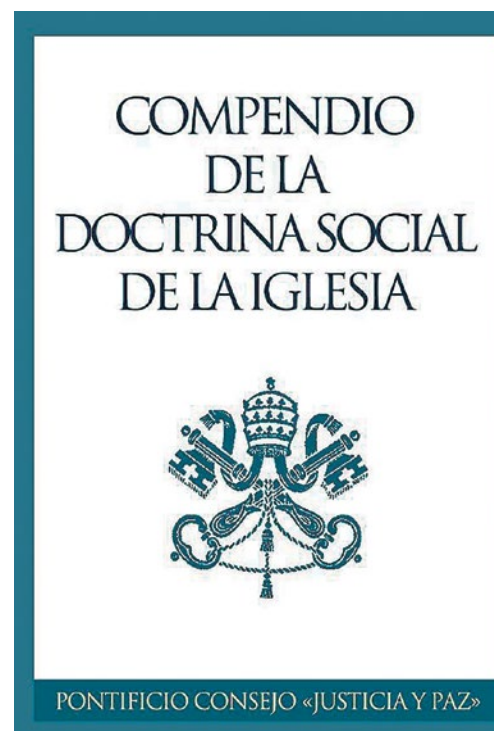 COMPENDIO
DE LA
DOCTRINA SOCIAL
DE LA IGLESIA
PONTIFICIO CONSEJO «JUSTICIA Y PAZ»